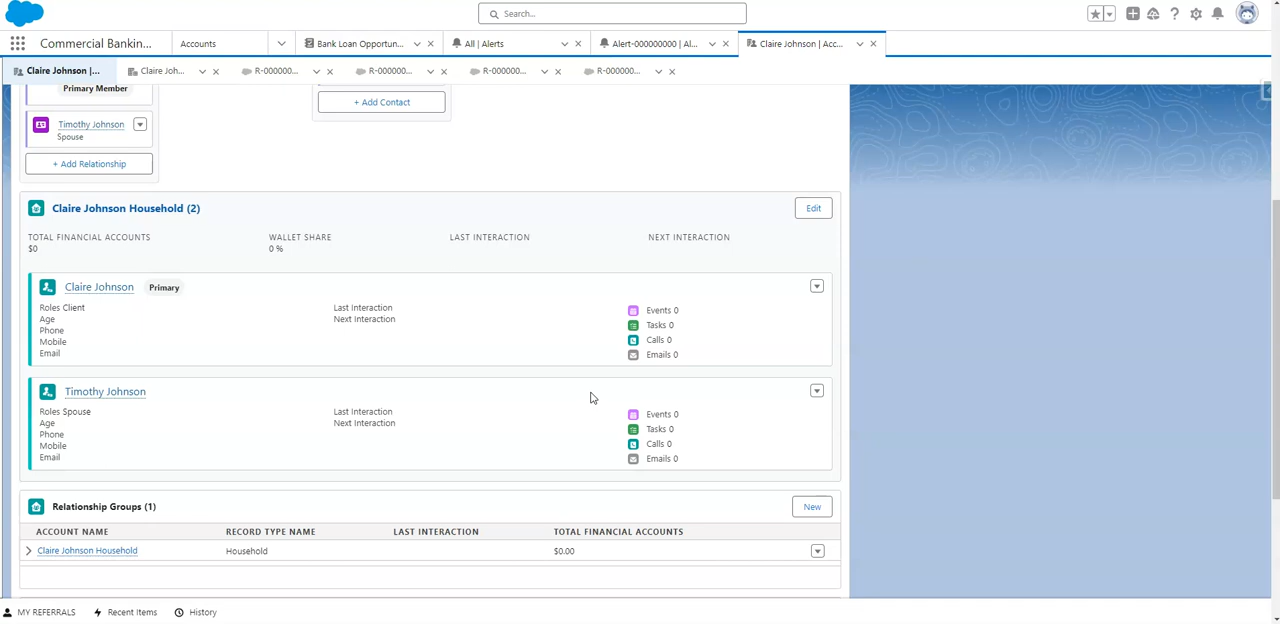 Search...
Commercial Bankin...
Accounts
Bank Loan Opportun...
All | Alerts
Alert-000000000 | Al...
Claire Johnson | Acc...
Claire Johnson |...
Claire Joh...
R-000000...
R-000000...
R-000000...
R-000000...
Primary Member
+ Add Contact
Timothy Johnson
Spouse
+ Add Relationship
Claire Johnson Household (2)
Edit
TOTAL FINANCIAL ACCOUNTS
WALLET SHARE
LAST INTERACTION
NEXT INTERACTION
$0
0 %
Claire Johnson
Primary
Roles Client
Last Interaction
Events 0
Age
Next Interaction
Tasks 0
Phone
Calls 0
Mobile
Emails 0
Email
Timothy Johnson
Roles Spouse
Last Interaction
Events 0
Age
Next Interaction
Tasks 0
Phone
Calls 0
Mobile
Emails 0
Email
Relationship Groups (1)
New
ACCOUNT NAME
RECORD TYPE NAME
LAST INTERACTION
TOTAL FINANCIAL ACCOUNTS
Claire Johnson Household
Household
$0.00
MY REFERRALS
Recent Items
History